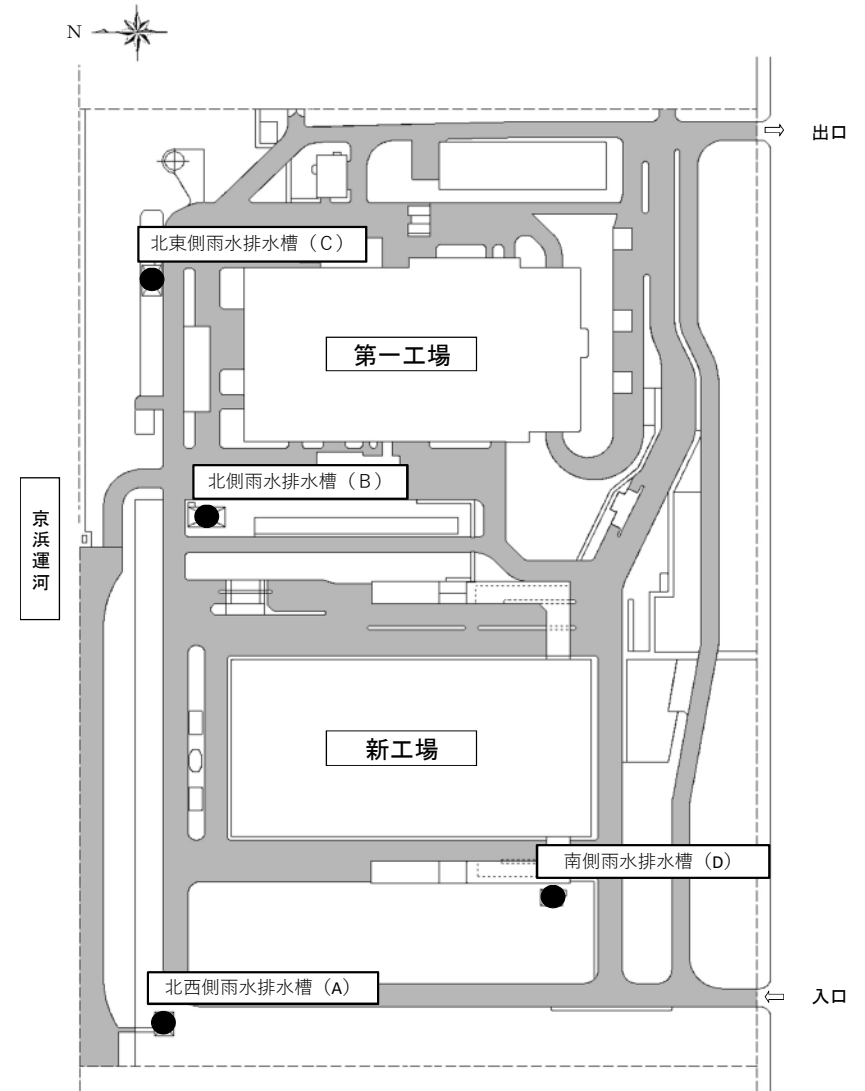 N
出口
北東側雨水排水槽（C）
第一工場
北側雨水排水槽（B）
京浜運河
新工場
南側雨水排水槽（D）
北西側雨水排水槽（A）
入口